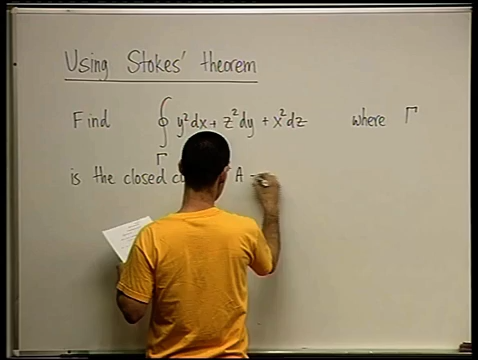 Using Stokes' theorem
Find ∮ y²dx + z²dy + x²dz where Γ
Γ
is the closed A